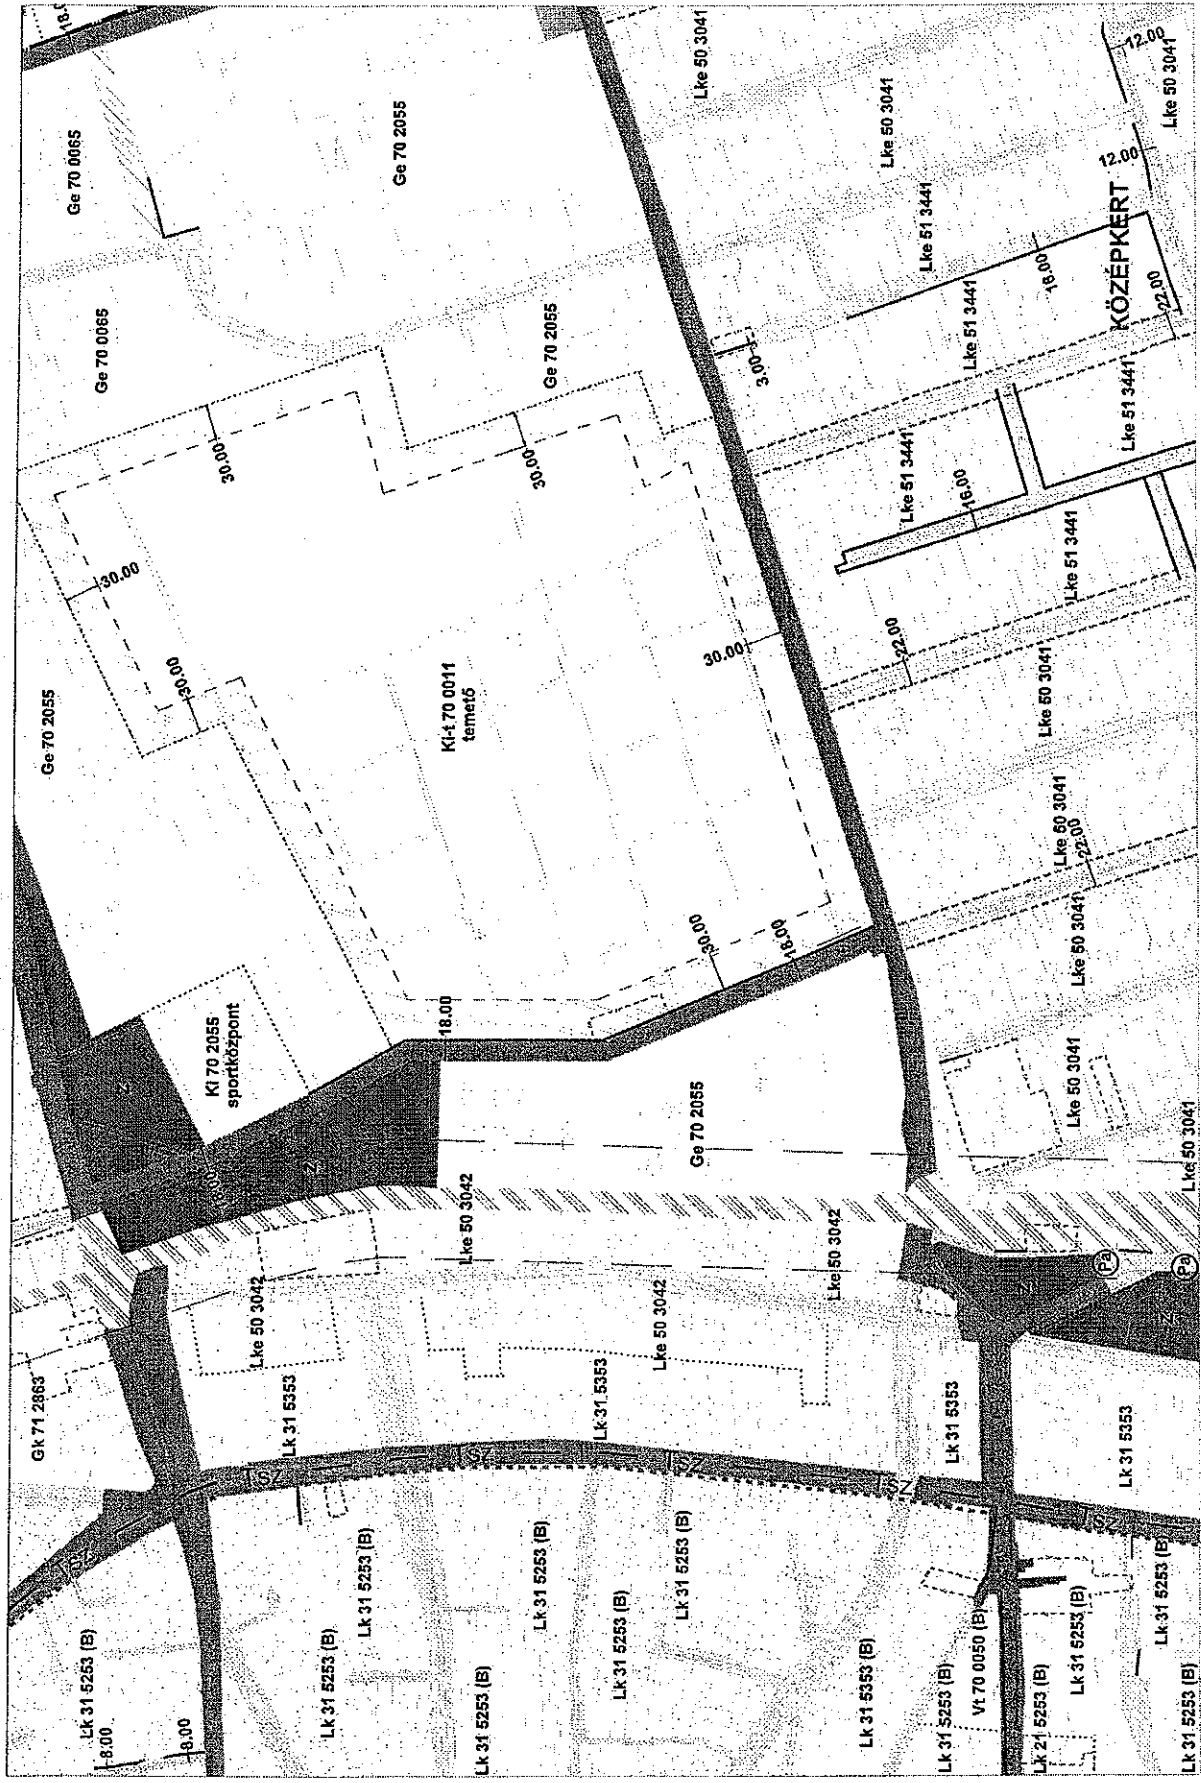 18.0
Ge 70 0065
Ge 70 2055
Lke 50 3041
12.00
Lke 50 3041
Lke 50 3041
12.00
KÖZÉPKERT
Lke 51 3441
16.00
22.00
Ge 70 0065
Ge 70 2055
3.00
Lke 51 3441
Lke 51 3441
30.00
30.00
Lke 51 3441
16.00
Lke 51 3441
30.00
30.00
Ge 70 2055
KI-t 70 0011
temető
30.00
22.00
Lke 50 3041
Lke 50 3041
22.00
Lke 50 3041
30.00
18.00
18.00
KI 70 2055
sportközpont
Ge 70 2055
Lke 50 3041
Lke 50 3041
Z
Z
Lke 50 3042
Lke 50 3042
Lke 50 3042
Lke 50 3042
Pa
Pa
Z
Z
Gk 71 2863
Lk 31 5353
Lk 31 5353
Lk 31 5353
Lk 31 5353
TSZ
TSZ
TSZ
TSZ
TSZ
TSZ
Lk 31 5253 (B)
Lk 31 5253 (B)
Lk 31 5253 (B)
Lk 31 5253 (B)
Lk 31 5253 (B)
Lk 31 5253 (B)
Lk 31 5253 (B)
Lk 31 5353 (B)
Lk 31 5253 (B)
Vt 70 0050 (B)
Lk 21 5253 (B)
Lk 31 5253 (B)
Lk 31 5253 (B)
Lk 31 5253 (B)
8.00
8.00